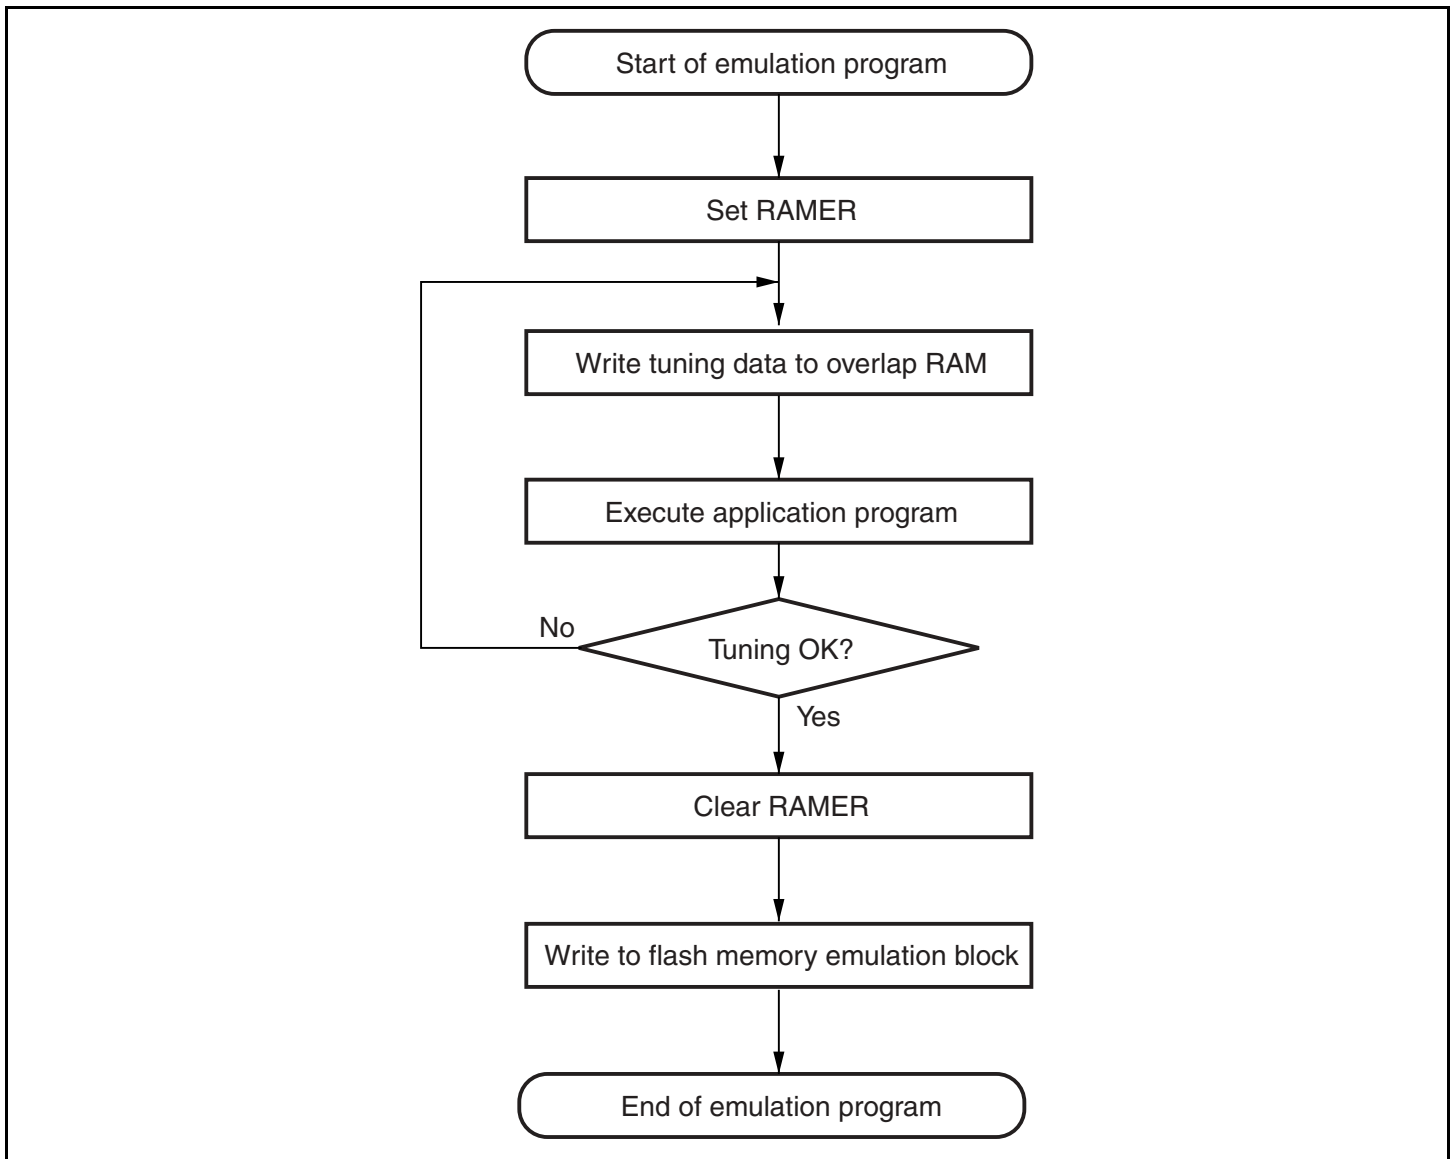 Start of emulation program
Set RAMER
Write tuning data to overlap RAM
Execute application program
No
Tuning OK?
Yes
Clear RAMER
Write to flash memory emulation block
End of emulation program